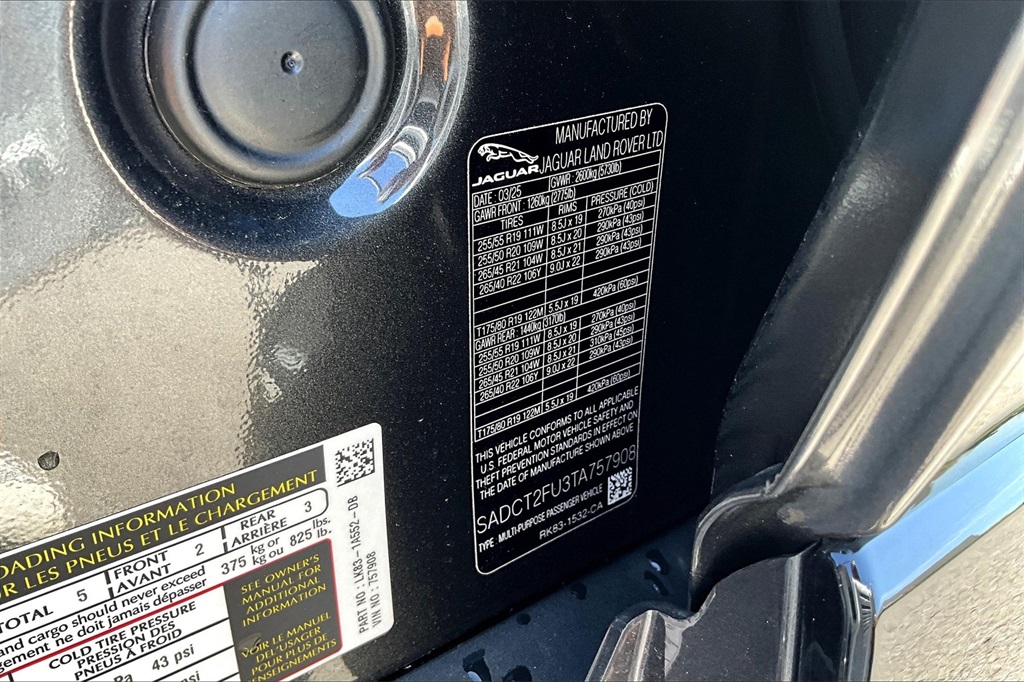 JAGUAR
MANUFACTURED BY
JAGUAR LAND ROVER LTD
DATE : 03/25 GVWR : 2600kg (5730lb)
GAWR FRONT : 1260kg (2775lb)
TIRES RIMS PRESSURE (COLD)
255/55 R19 111W 8.5J x 19 270kPa (40psi)
255/50 R20 109W 8.5J x 20 290kPa (43psi)
265/45 R21 104W 8.5J x 21 290kPa (43psi)
265/40 R22 106Y 9.0J x 22 290kPa (43psi)
T175/80 R19 122M 5.5J x 19 420kPa (60psi)
GAWR REAR : 1440kg (3170lb)
255/55 R19 111W 8.5J x 19 270kPa (40psi)
255/50 R20 109W 8.5J x 20 290kPa (43psi)
265/45 R21 104W 8.5J x 21 310kPa (45psi)
265/40 R22 106Y 9.0J x 22 290kPa (43psi)
T175/80 R19 122M 5.5J x 19 420kPa (60psi)
THIS VEHICLE CONFORMS TO ALL APPLICABLE
U.S. FEDERAL MOTOR VEHICLE SAFETY AND
THEFT PREVENTION STANDARDS IN EFFECT ON
THE DATE OF MANUFACTURE SHOWN ABOVE
SADCT2FU3TA757908
TYPE : MULTI-PURPOSE PASSENGER VEHICLE
RK83-1532-CA
OADING INFORMATION
R LES PNEUS ET LE CHARGEMENT
OTAL 5 FRONT AVANT 2 REAR ARRIÈRE 3
and cargo should never exceed 375 kg or 825 lbs.
gement ne doit jamais dépasser kg ou lb.
COLD TIRE PRESSURE
PRESSION DES
PNEUS À FROID
Pa 43 psi
psi
SEE OWNER'S
MANUAL FOR
ADDITIONAL
INFORMATION
VOIR LE MANUEL
DE L'USAGER
POUR PLUS DE
RENSEIGNEMENTS
PART NO : LK83-1A552-DB
VIN : 757908